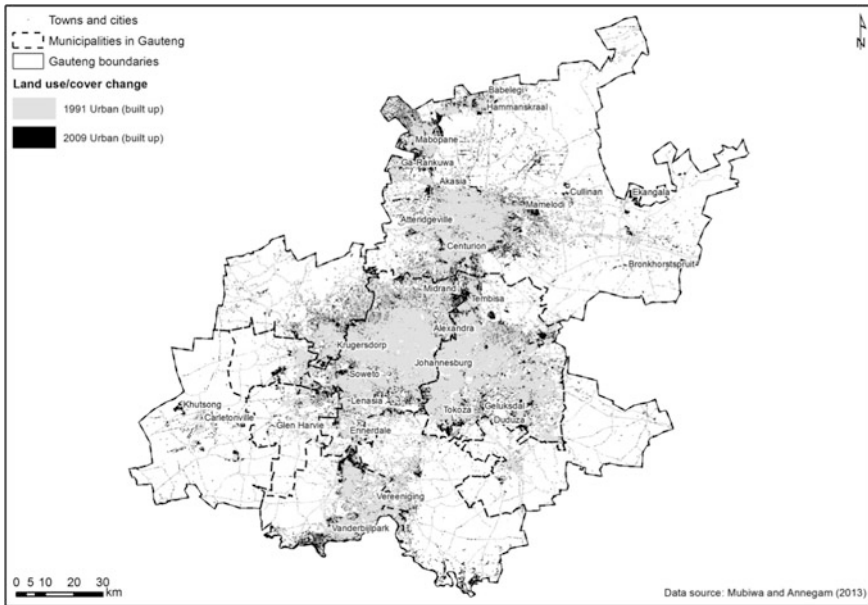 Towns and cities
Municipalities in Gauteng
Gauteng boundaries
Land use/cover change
1991 Urban (built up)
2009 Urban (built up)
N
Babelegi
Hammanskraal
Mabopane
Ga-Rankuwa
Akasia
Cullinan
Ekangala
Mamelodi
Atteridgeville
Centurion
Bronkhorstspruit
Midrand
Tembisa
Alexandra
Krugersdorp
Johannesburg
Soweto
Lenasia
Tokoza
Geluksdal
Duduza
Khutsong
Carletonville
Glen Harvie
Ennerdale
Vereeniging
Vanderbijlpark
0 5 10 20 30
km
Data source: Mubiwa and Annegam (2013)